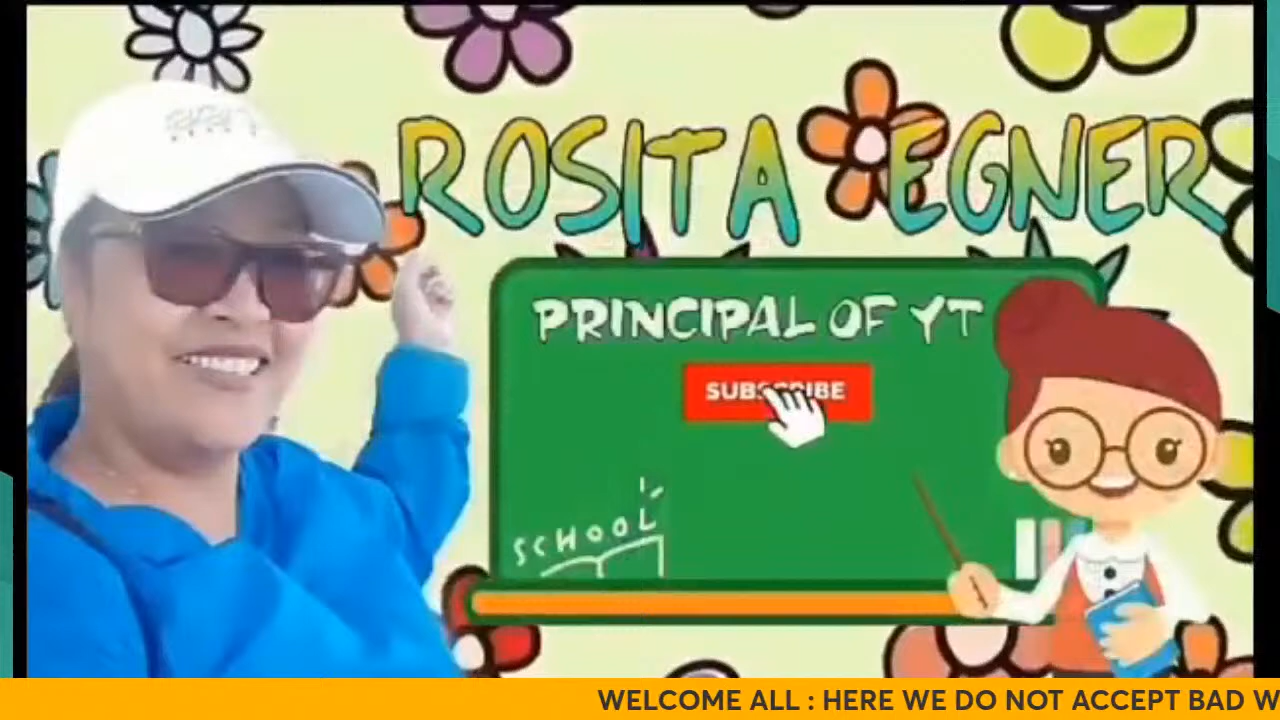 ROSITA EGNER
PRINCIPAL OF YT
SUBSCRIBE
SCHOOL
WELCOME ALL : HERE WE DO NOT ACCEPT BAD W